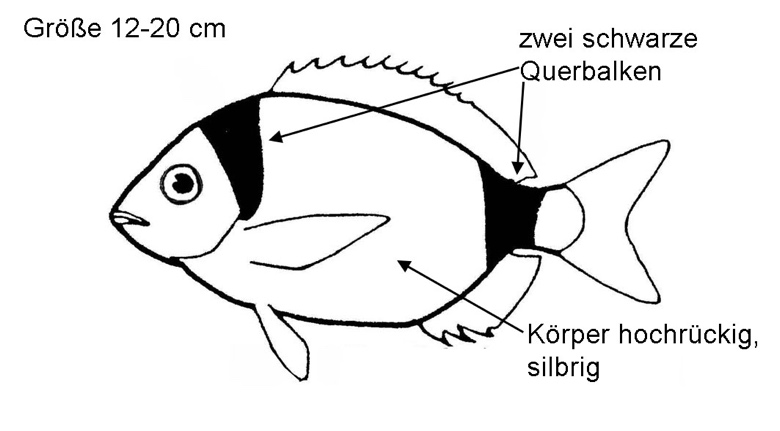 Größe 12-20 cm
zwei schwarze
Querbalken
Körper hochrückig,
silbrig